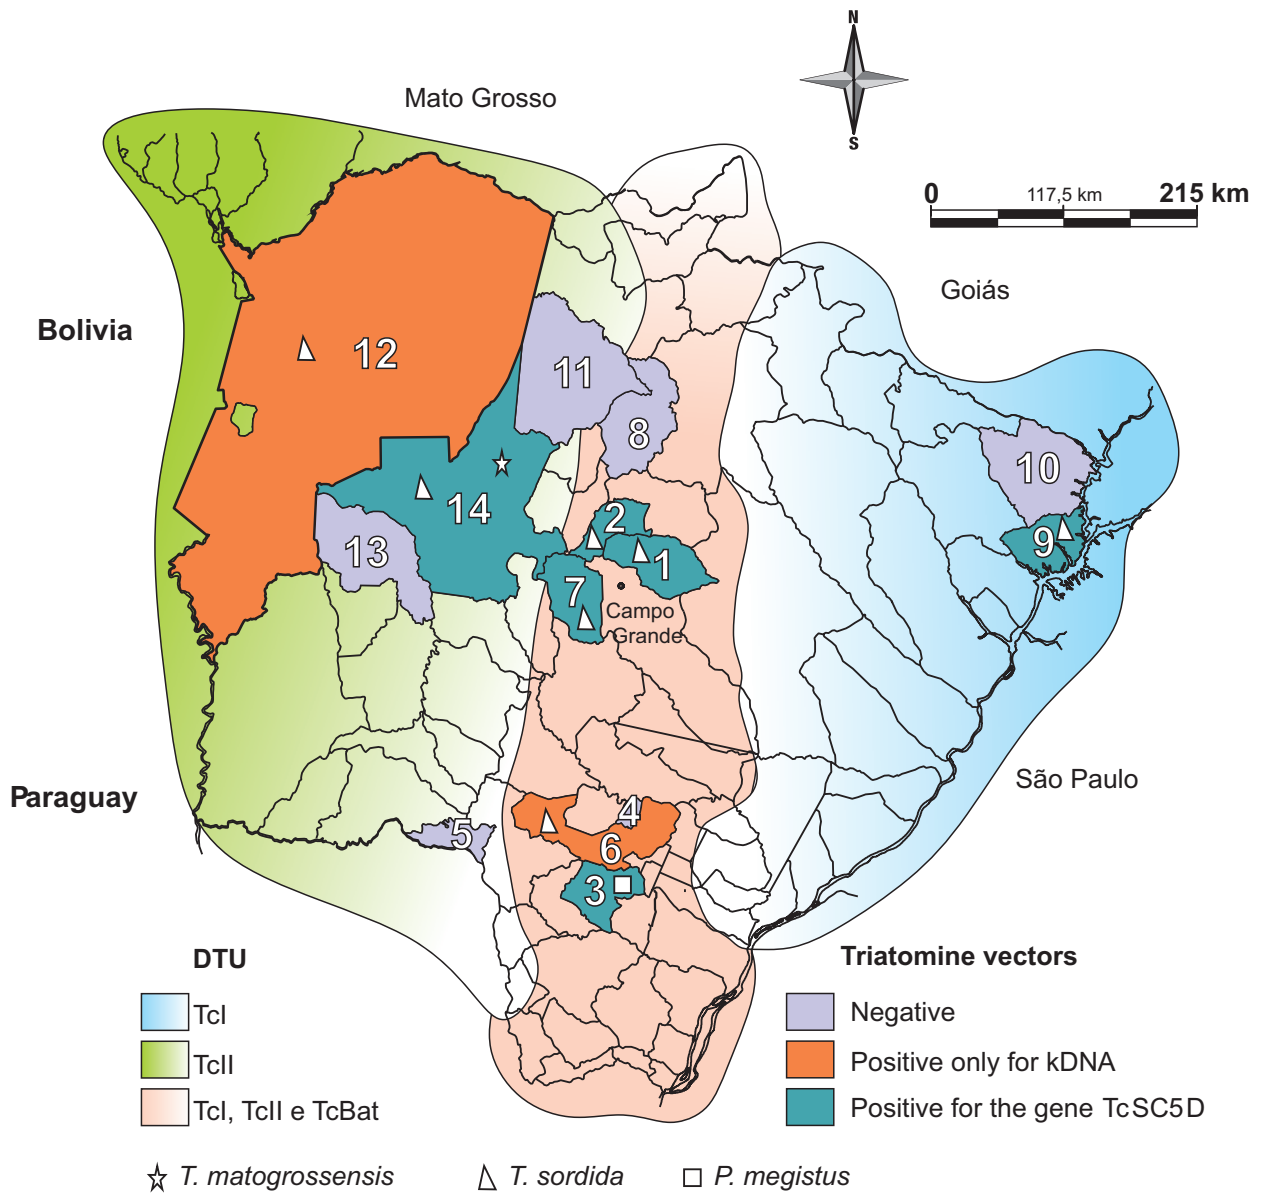 N
S
Mato Grosso
0
117,5 km
215 km
Goiás
Bolivia
12
11
8
10
14
2
13
9
1
7
Campo
Grande
São Paulo
Paraguay
4
5
6
3
DTU
TcI
TcII
TcI, TcII e TcBat
Triatomine vectors
Negative
Positive only for kDNA
Positive for the gene TcSC5D
T. matogrossensis
T. sordida
P. megistus